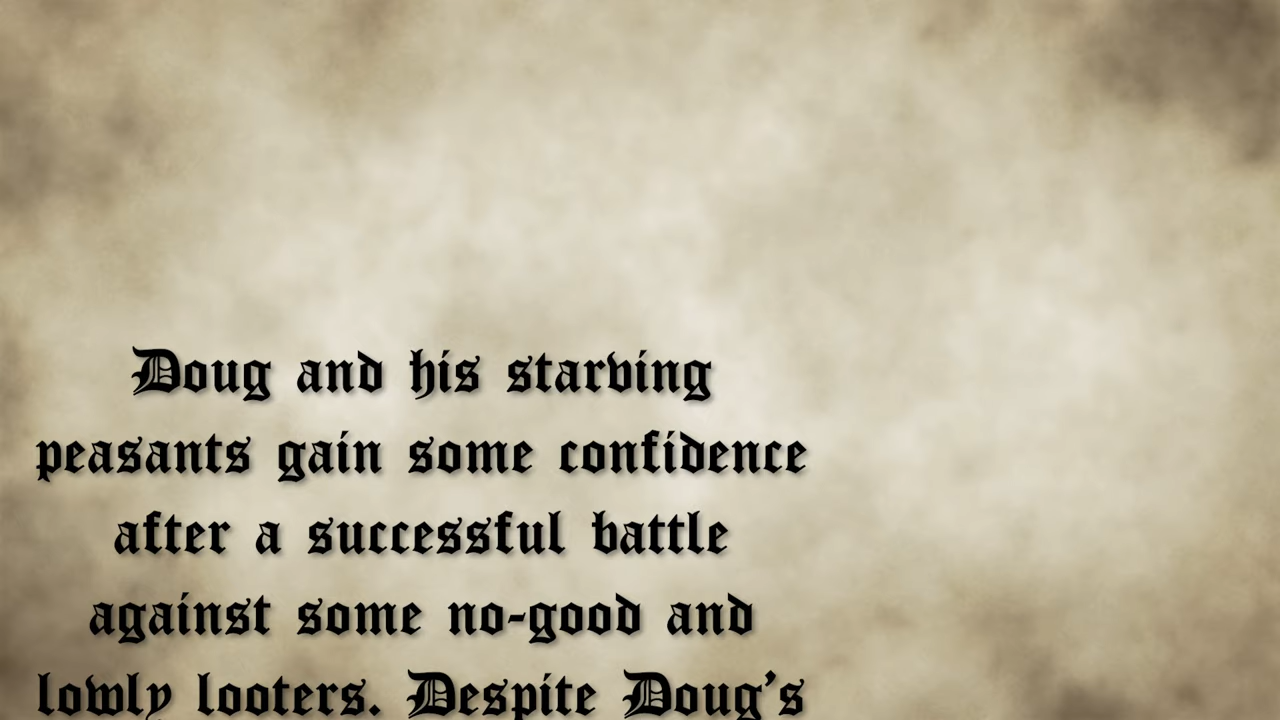 Doug and his starving
peasants gain some confidence
after a successful battle
against some no-good and
lowly looters. Despite Doug's